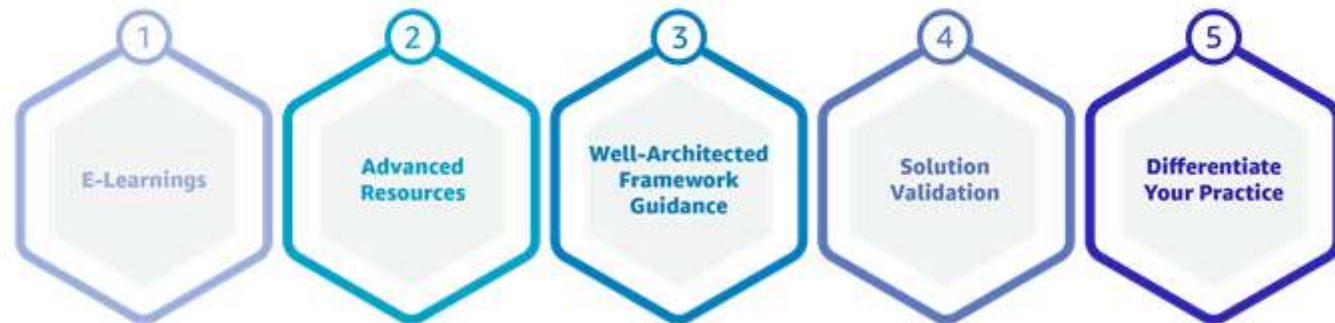 1
E-Learnings
2
Advanced
Resources
3
Well-Architected
Framework
Guidance
4
Solution
Validation
5
Differentiate
Your Practice